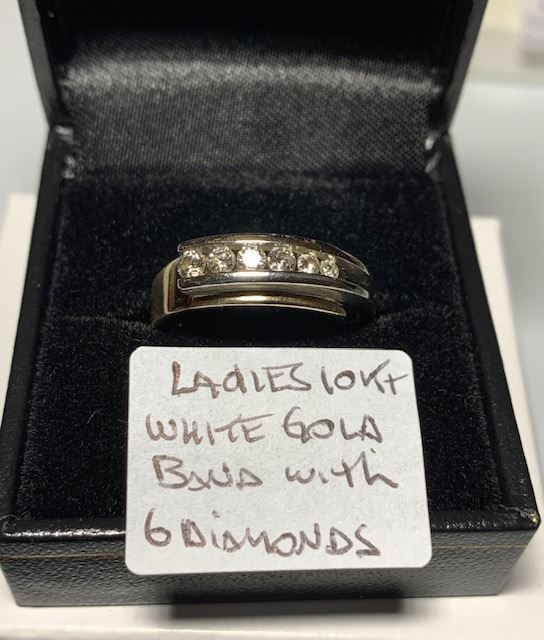 LADIES 10KT
WHITE GOLD
BAND with
6 DIAMONDS